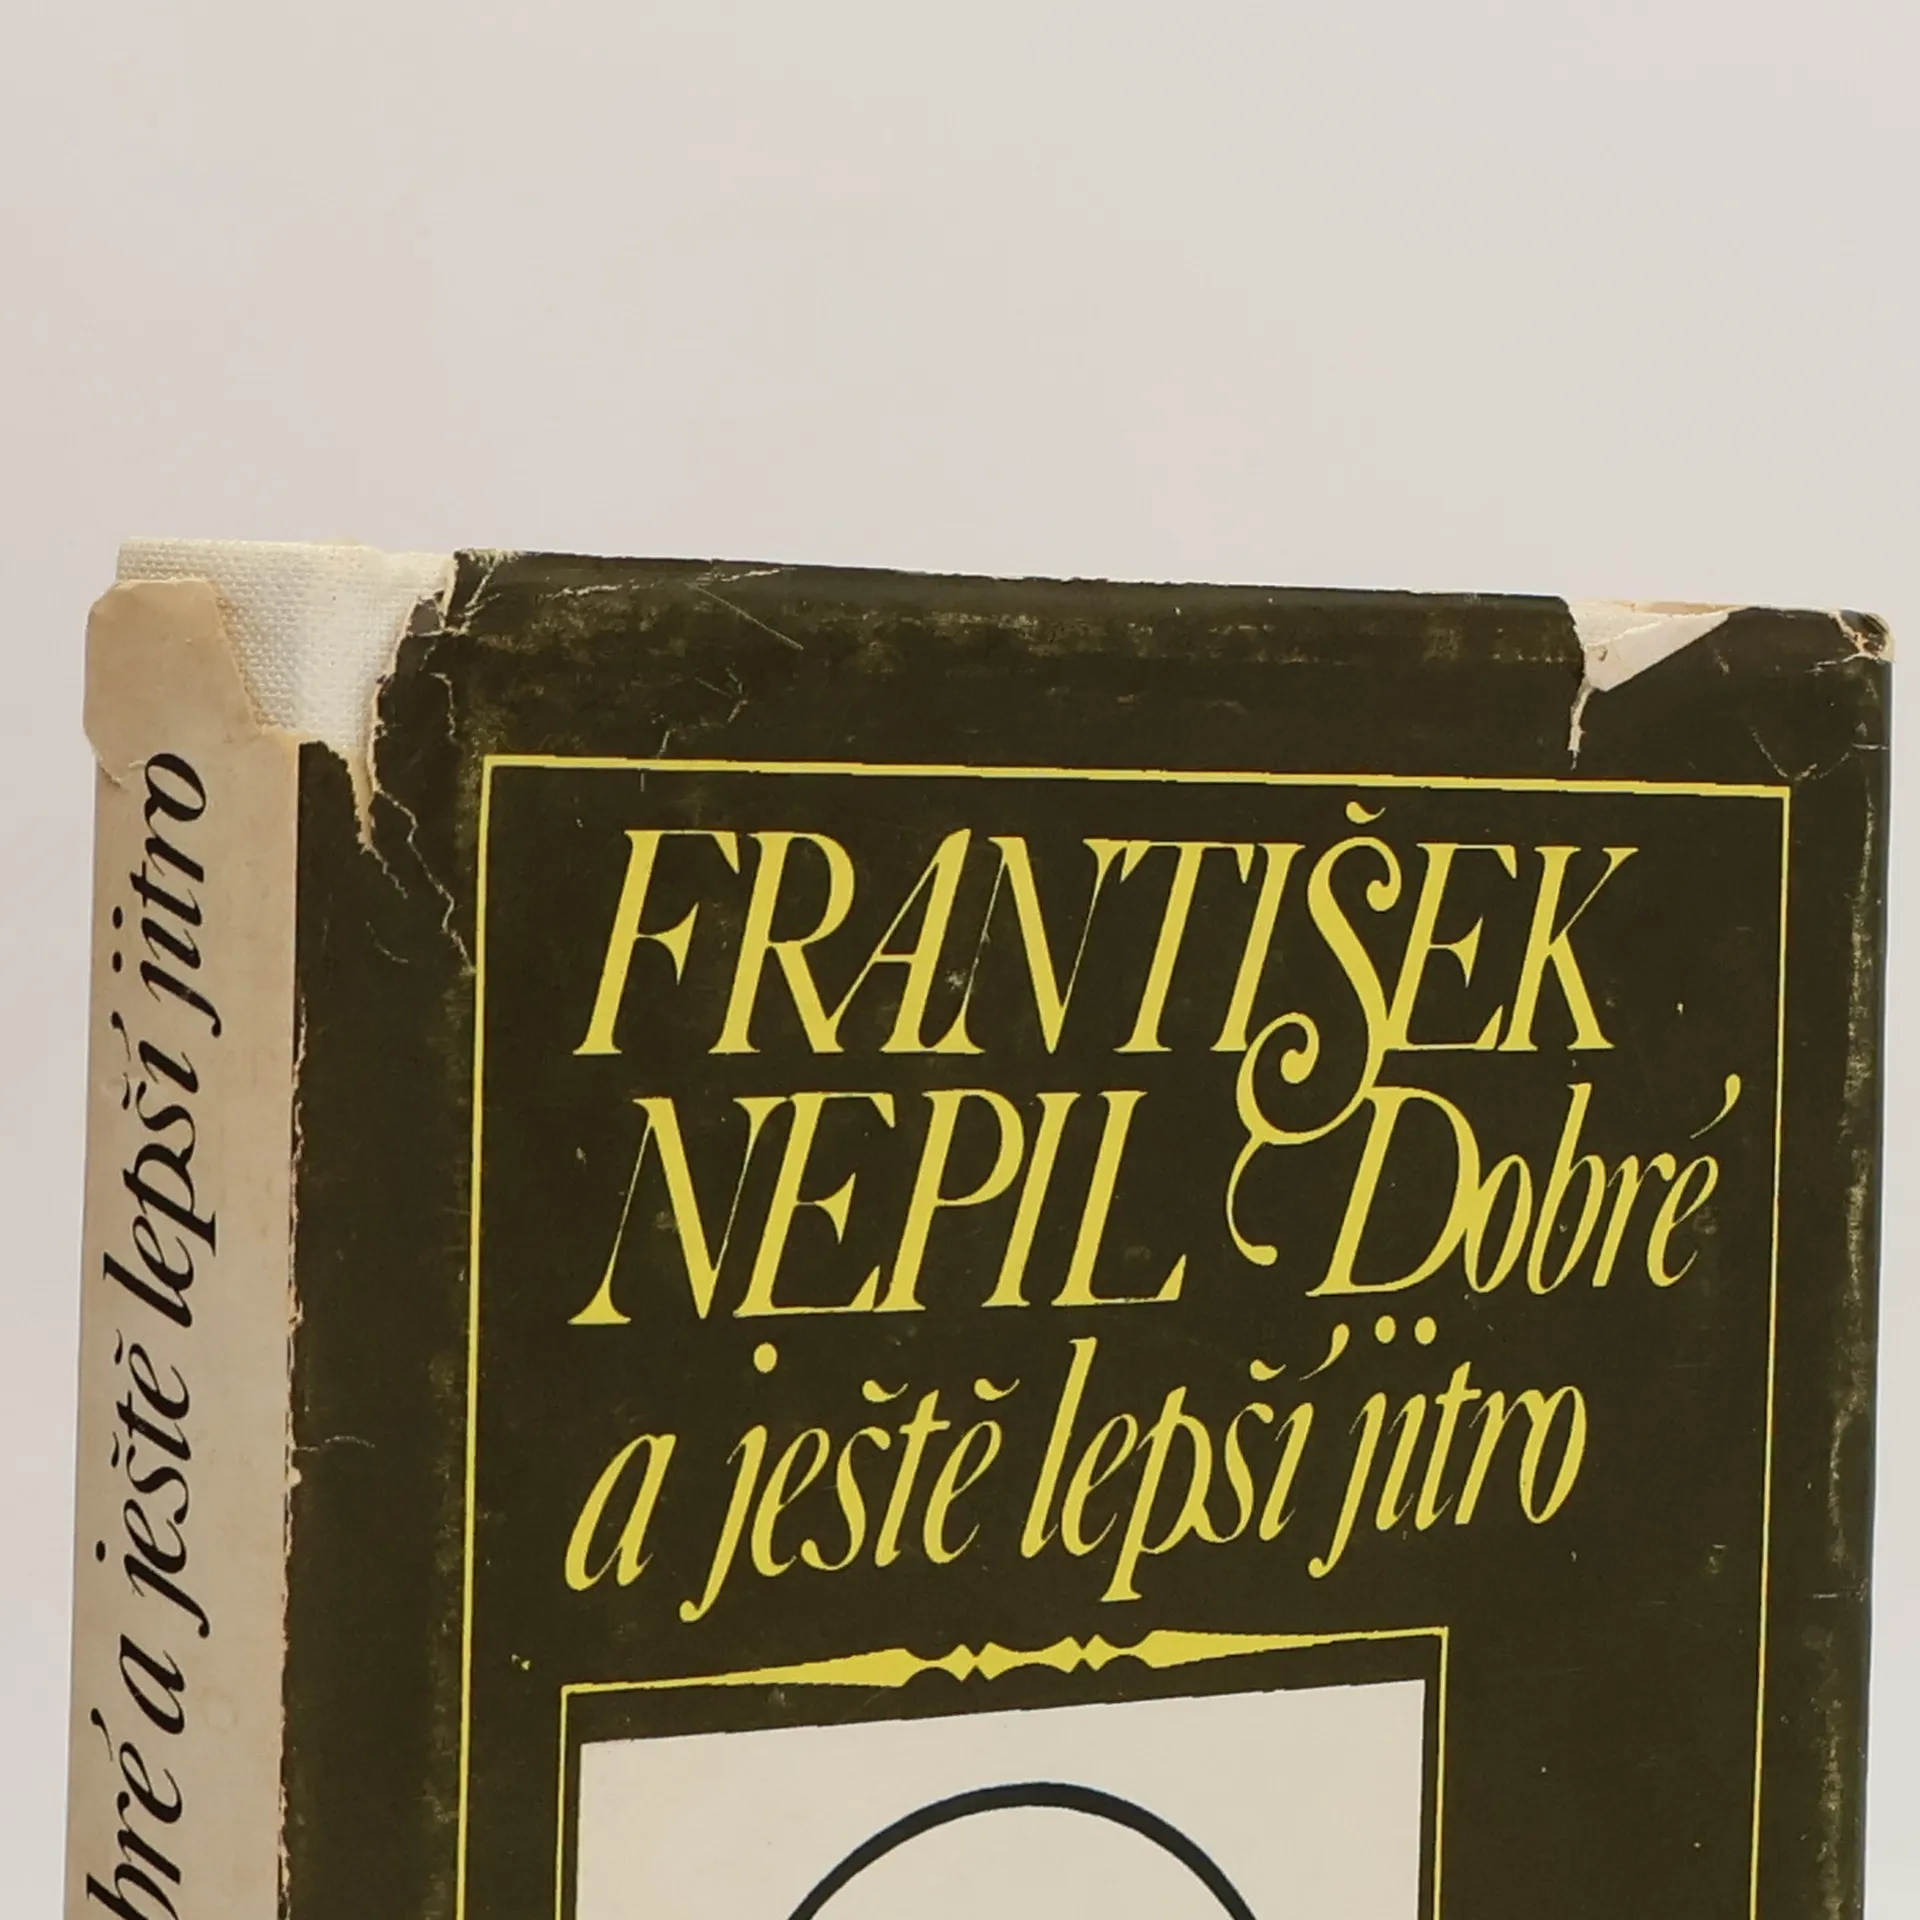 bré a ještě lepší jitro
FRANTIŠEK
NEPIL Dobré
a ještě lepší jitro